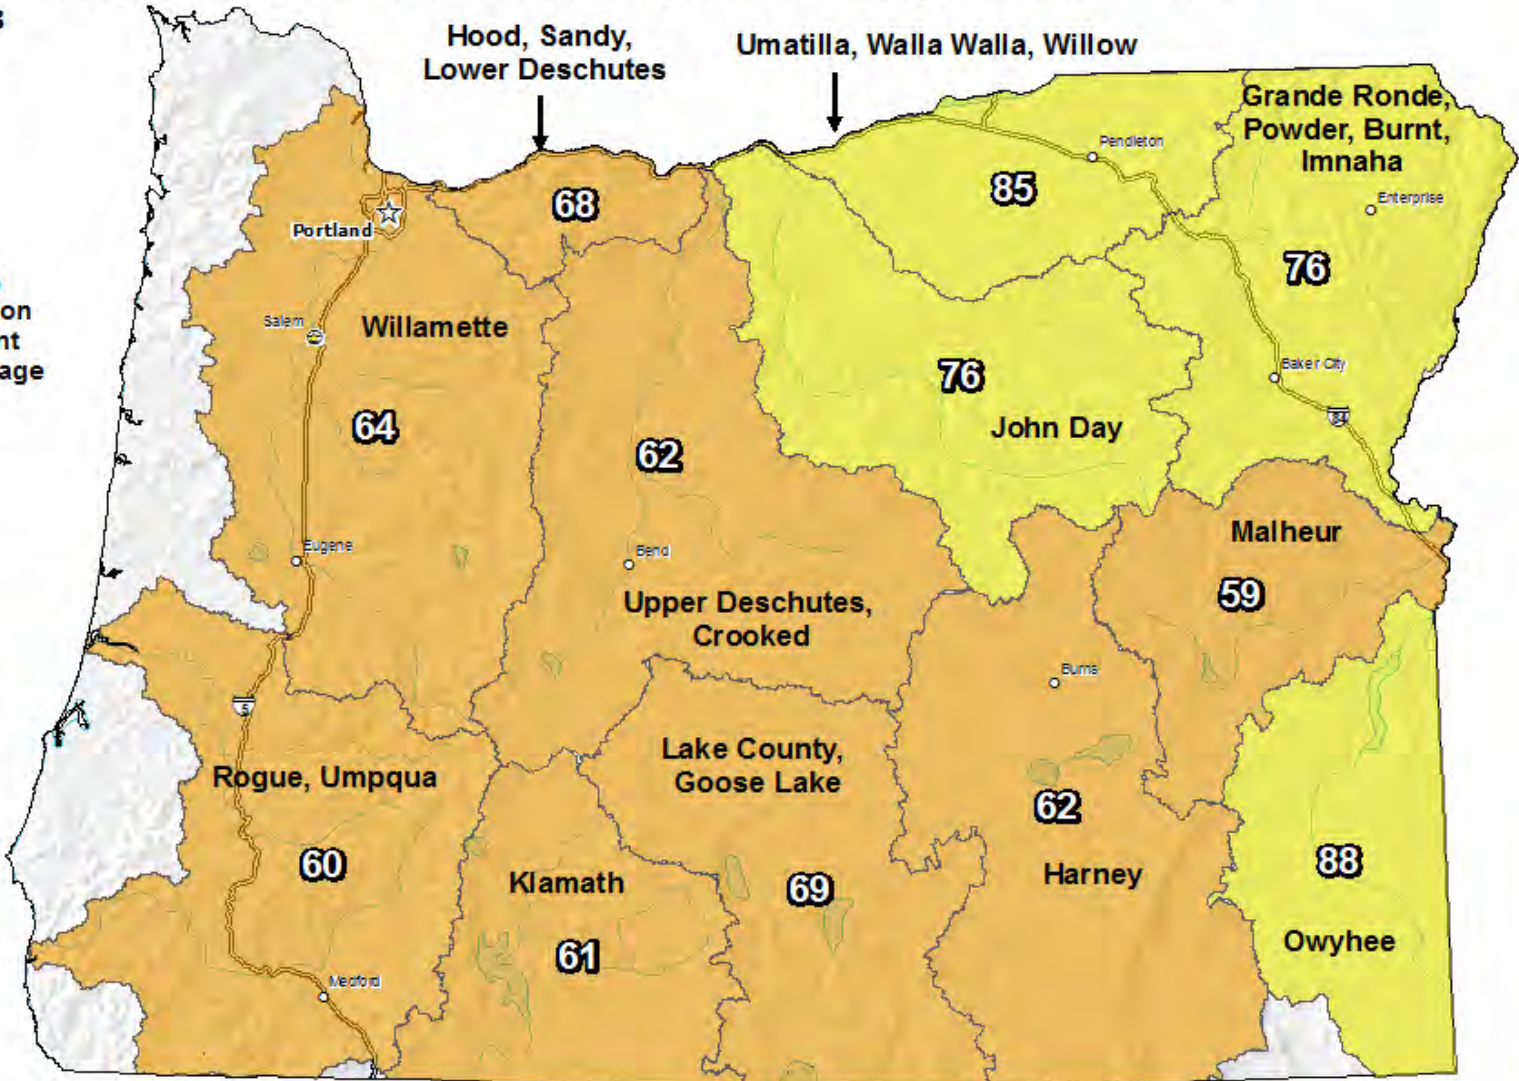 Hood, Sandy,
Lower Deschutes
Umatilla, Walla Walla, Willow
Grande Ronde,
Powder, Burnt,
Imnaha
Pendleton
85
Enterprise
68
Portland
76
on
Salem
Willamette
age
76
Baker City
John Day
84
64
62
Malheur
Eugene
Bend
59
Upper Deschutes,
Crooked
Burns
5
Lake County,
Goose Lake
Rogue, Umpqua
62
60
Klamath
69
Harney
88
61
Owyhee
Medford